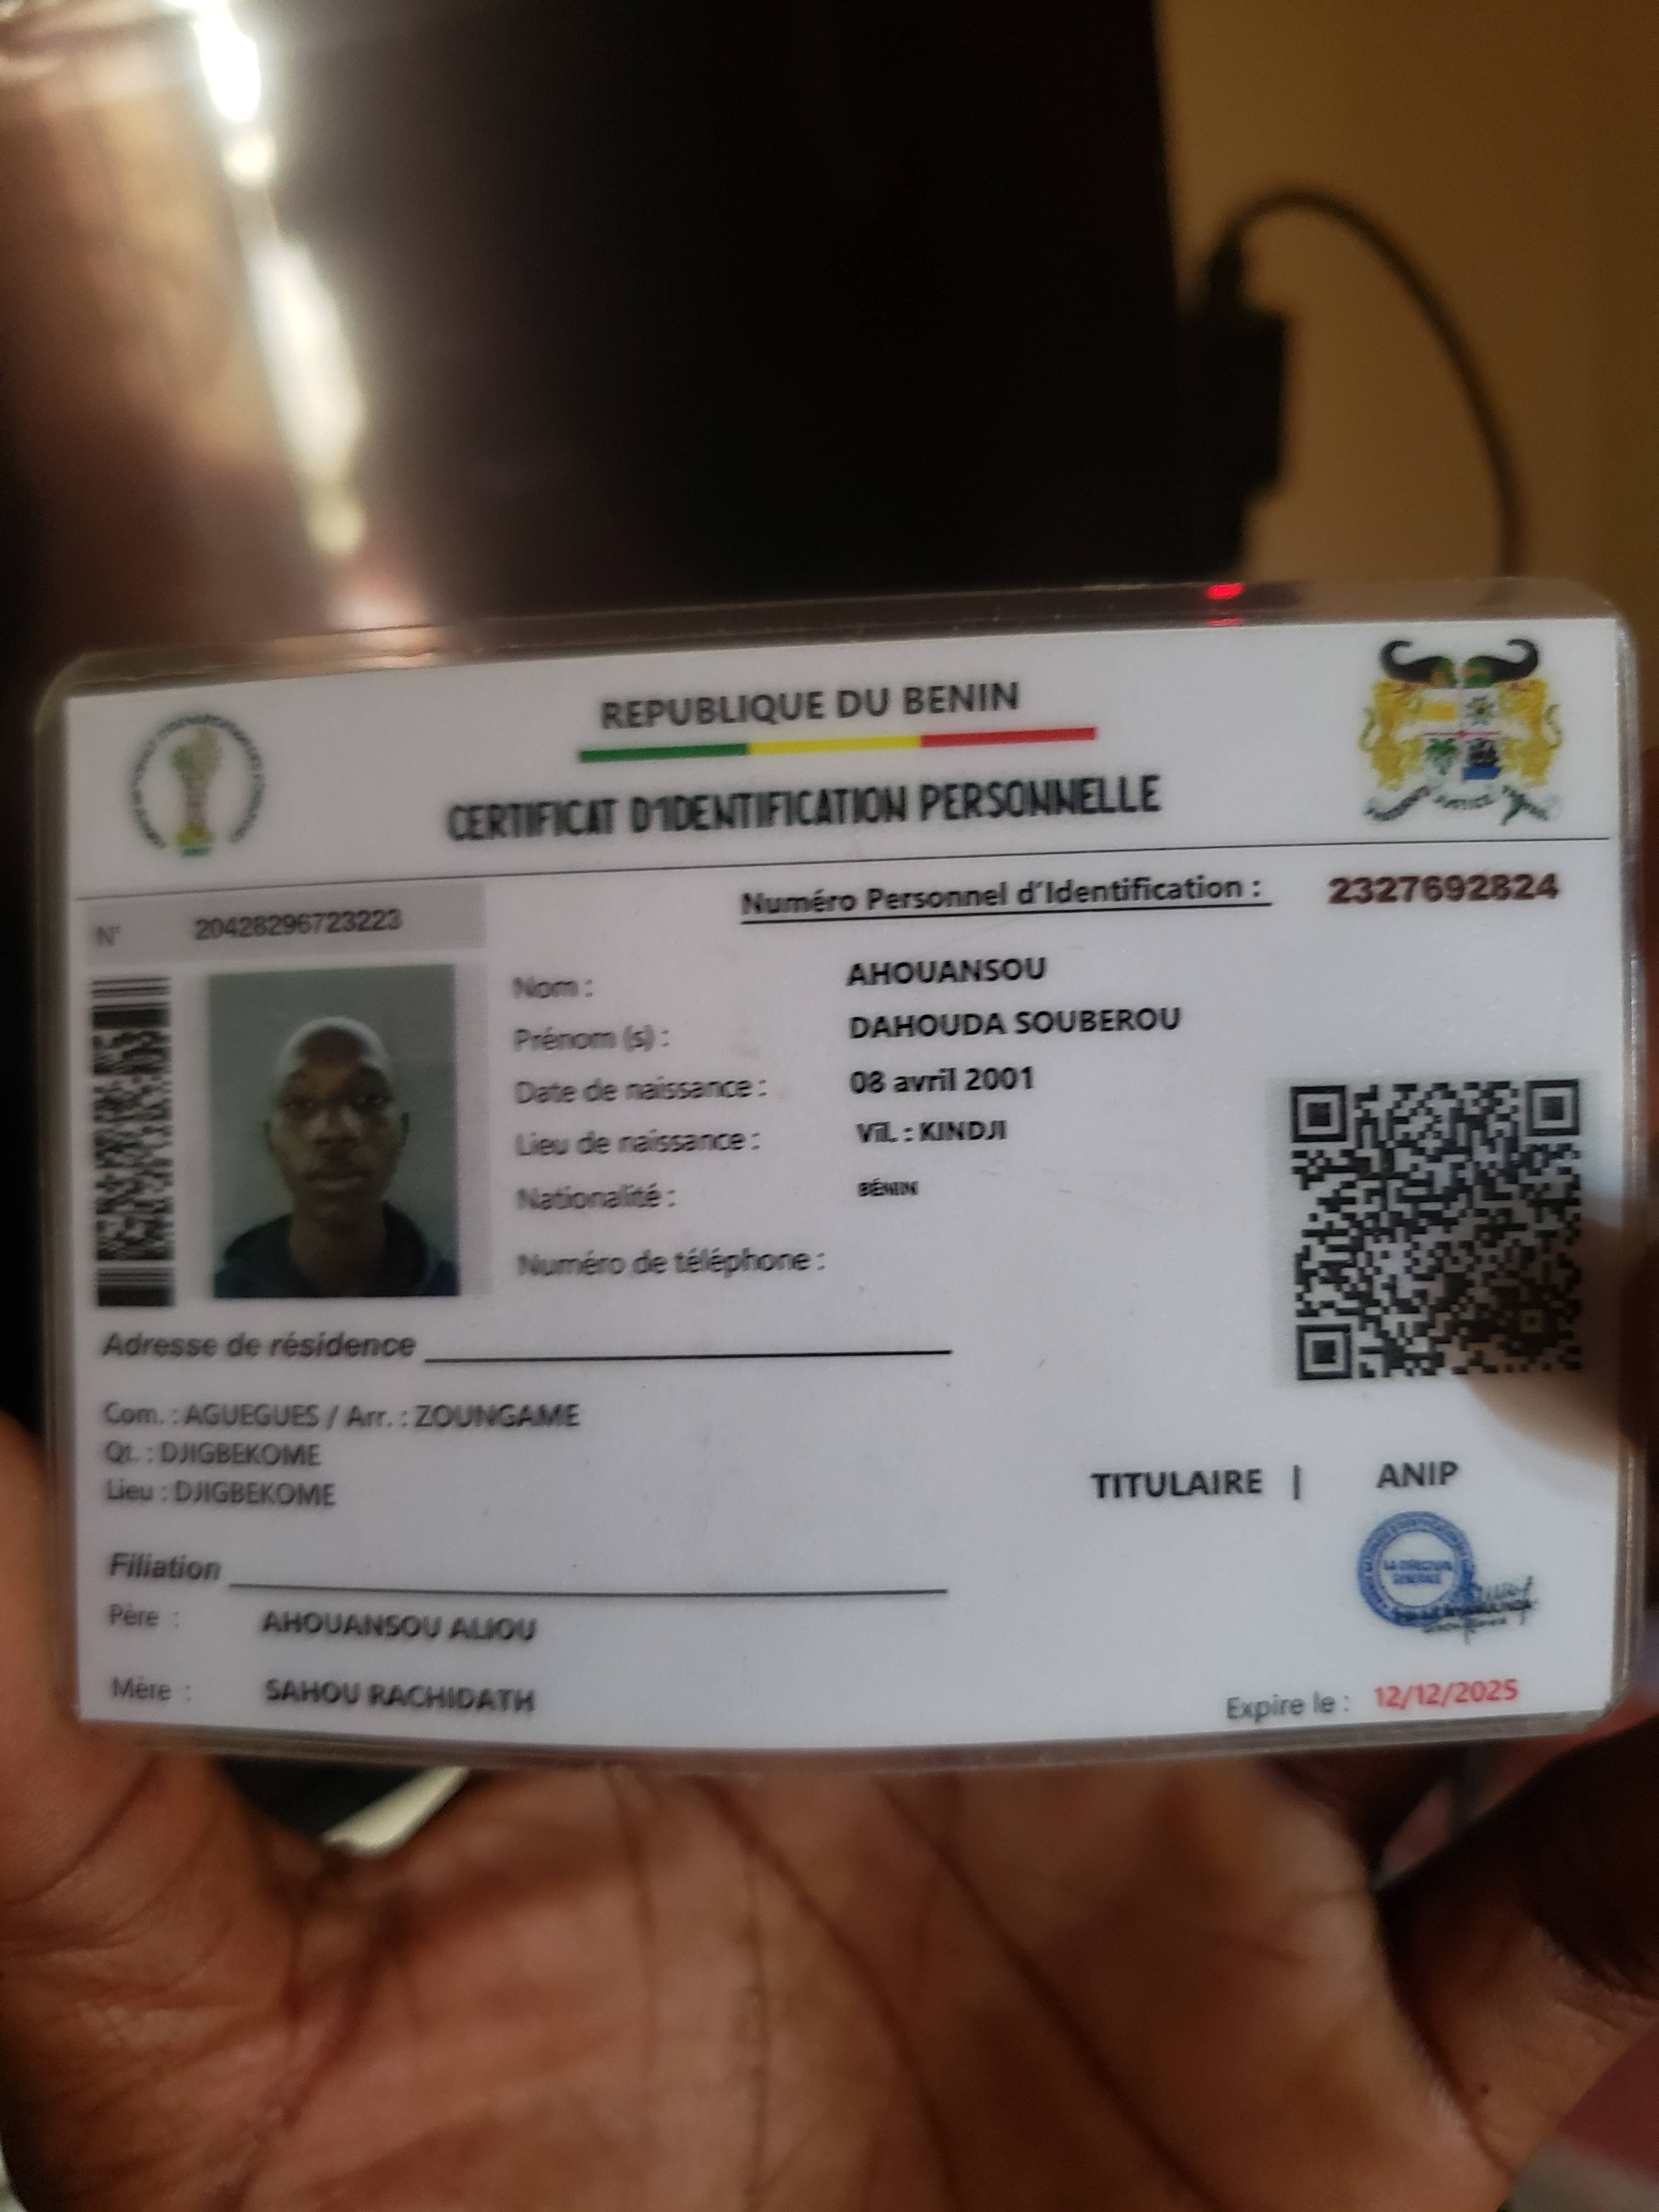 REPUBLIQUE DU BENIN
CERTIFICAT D'IDENTIFICATION PERSONNELLE
Numéro Personnel d'Identification : 2327692824
N° 20428296723223
Nom : AHOUANSOU
Prénom (s) : DAHOUDA SOUBEROU
Date de naissance : 08 avril 2001
Lieu de naissance : Vil. : KINDJI
Nationalité : BÉNIN
Numéro de téléphone :
Adresse de résidence
Com. : AGUEGUES / Arr. : ZOUNGAME
Qt. : DJIGBEKOME
Lieu : DJIGBEKOME
TITULAIRE | ANIP
LA DIRECTION
GENERALE
Filiation
Père : AHOUANSOU ALIOU
Mère : SAHOU RACHIDATH
Expire le : 12/12/2025